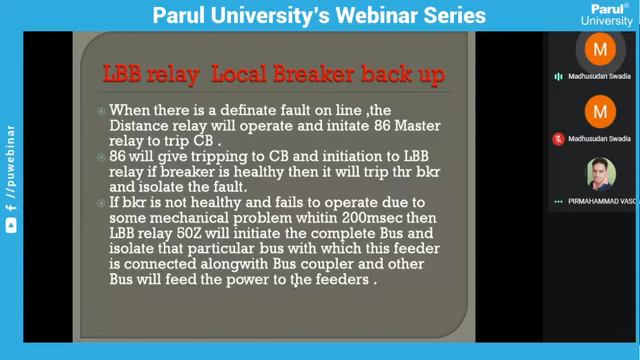 Parul University's Webinar Series
Parul®
University
LBB relay Local Breaker back up
When there is a definate fault on line ,the
Distance relay will operate and initate 86 Master
relay to trip CB .
86 will give tripping to CB and initiation to LBB
relay if breaker is healthy then it will trip thr bkr
and isolate the fault.
If bkr is not healthy and fails to operate due to
some mechanical problem whitin 200msec then
LBB relay 50Z will initiate the complete Bus and
isolate that particular bus with which this feeder
is connected alongwith Bus coupler and other
Bus will feed the power to the feeders .
M
Madhusudan Swadia
M
Madhusudan Swadia
PIRMAHAMMAD VASO
f //puwebinar